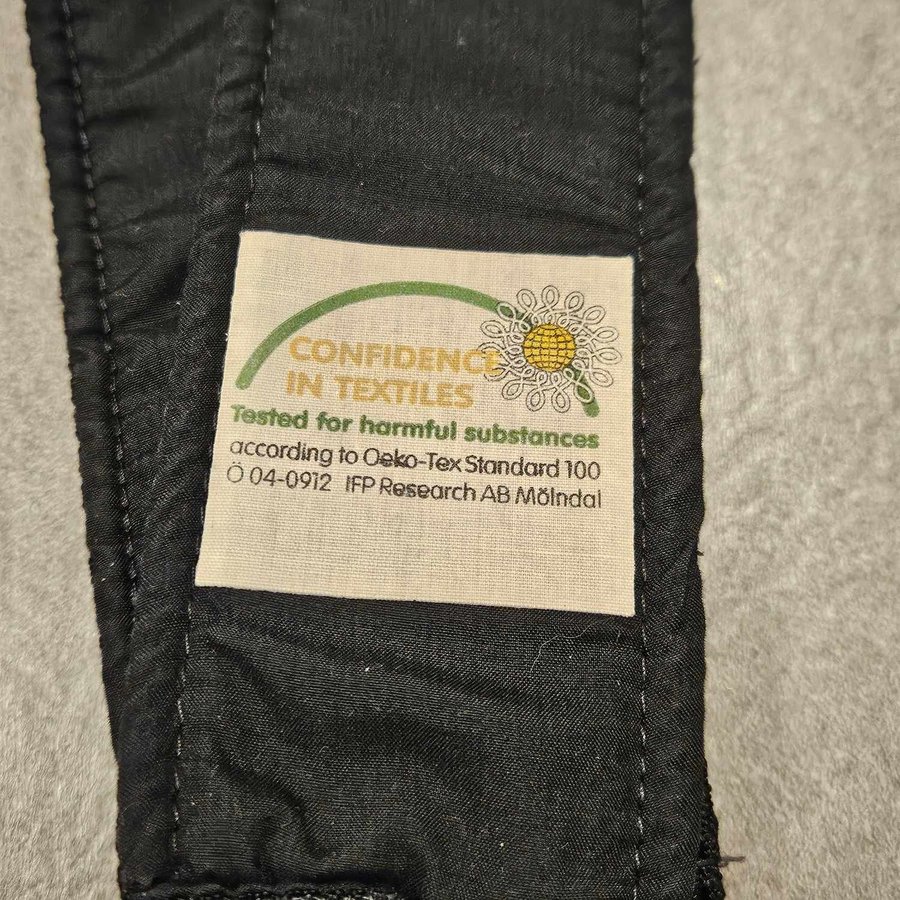 CONFIDENCE
IN TEXTILES
Tested for harmful substances
according to Oeko-Tex Standard 100
Ö 04-0912 IFP Research AB Mölndal